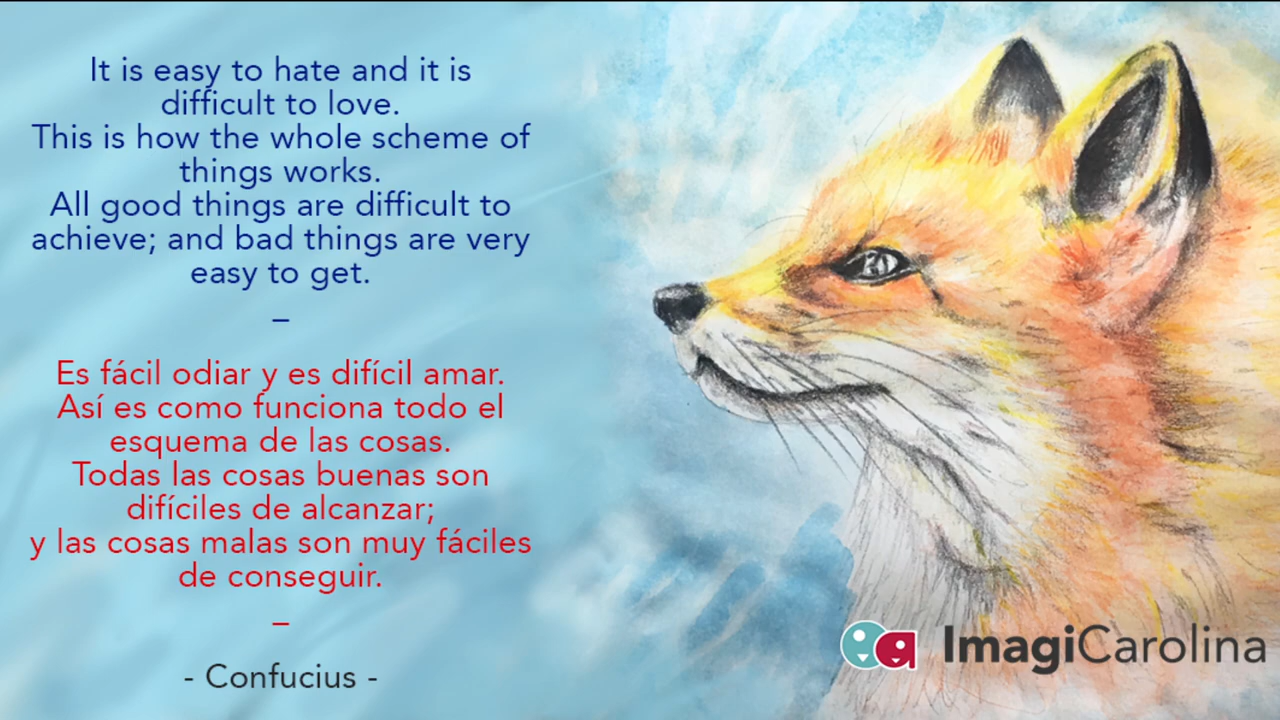 It is easy to hate and it is
difficult to love.
This is how the whole scheme of
things works.
All good things are difficult to
achieve; and bad things are very
easy to get.
–
Es fácil odiar y es difícil amar.
Así es como funciona todo el
esquema de las cosas.
Todas las cosas buenas son
difíciles de alcanzar;
y las cosas malas son muy fáciles
de conseguir.
–
- Confucius -
ImagiCarolina